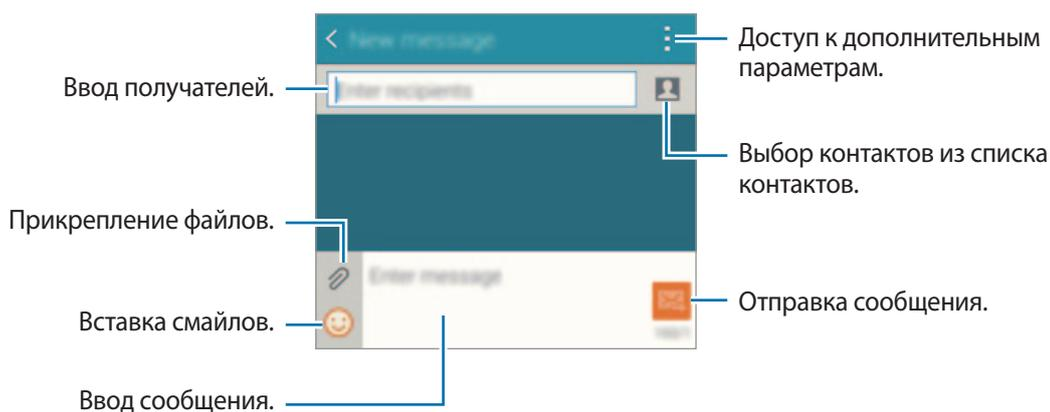 New message
Доступ к дополнительным
параметрам.
Ввод получателей.
Enter recipients
Выбор контактов из списка
контактов.
Прикрепление файлов.
Enter message
Вставка смайлов.
Отправка сообщения.
Ввод сообщения.